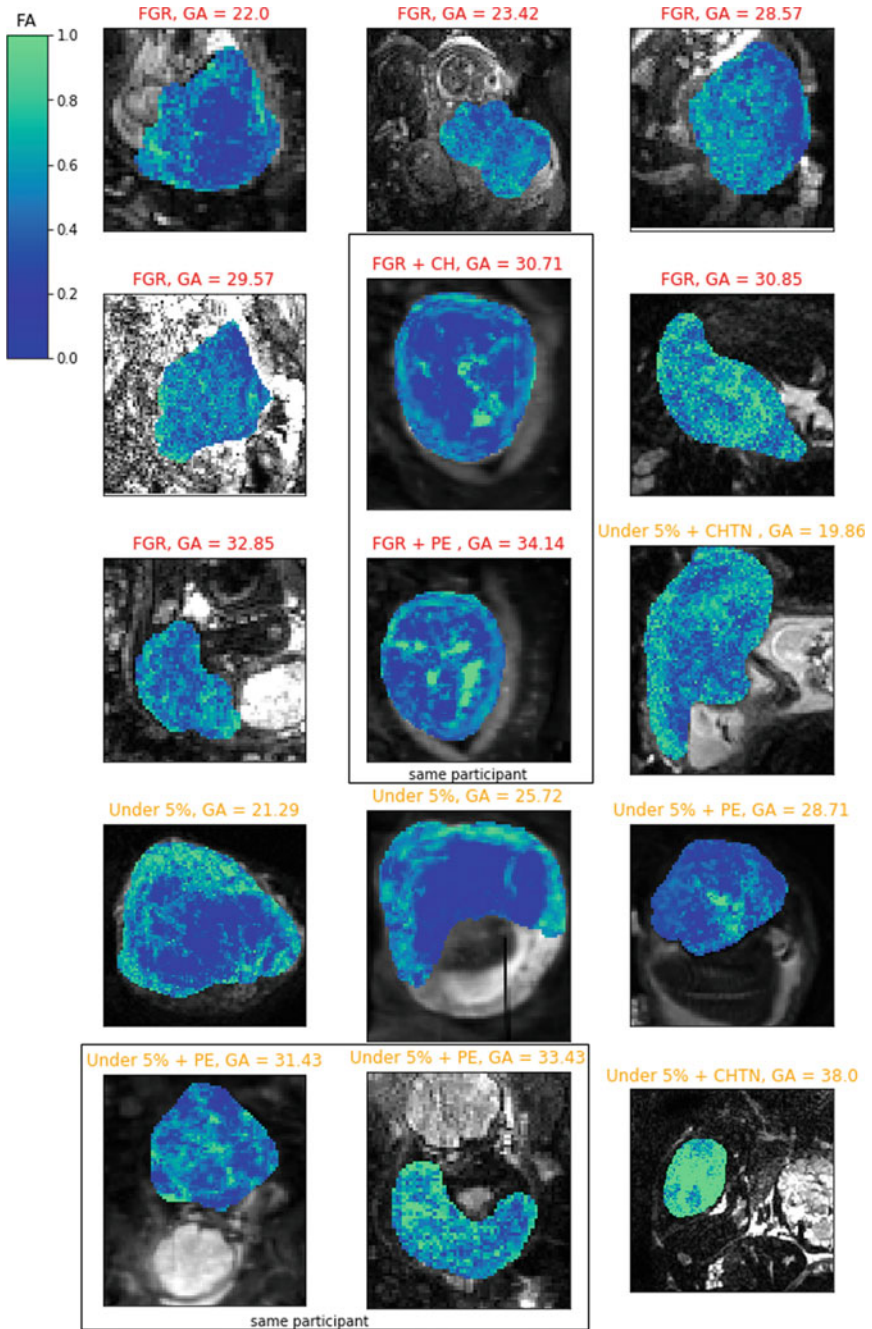 FA
1.0
0.8
0.6
0.4
0.2
0.0
FGR, GA = 22.0
FGR, GA = 23.42
FGR, GA = 28.57
FGR, GA = 29.57
FGR + CH, GA = 30.71
FGR, GA = 30.85
FGR, GA = 32.85
FGR + PE , GA = 34.14
Under 5% + CHTN , GA = 19.86
same participant
Under 5%, GA = 21.29
Under 5%, GA = 25.72
Under 5% + PE, GA = 28.71
Under 5% + PE, GA = 31.43
Under 5% + PE, GA = 33.43
Under 5% + CHTN, GA = 38.0
same participant